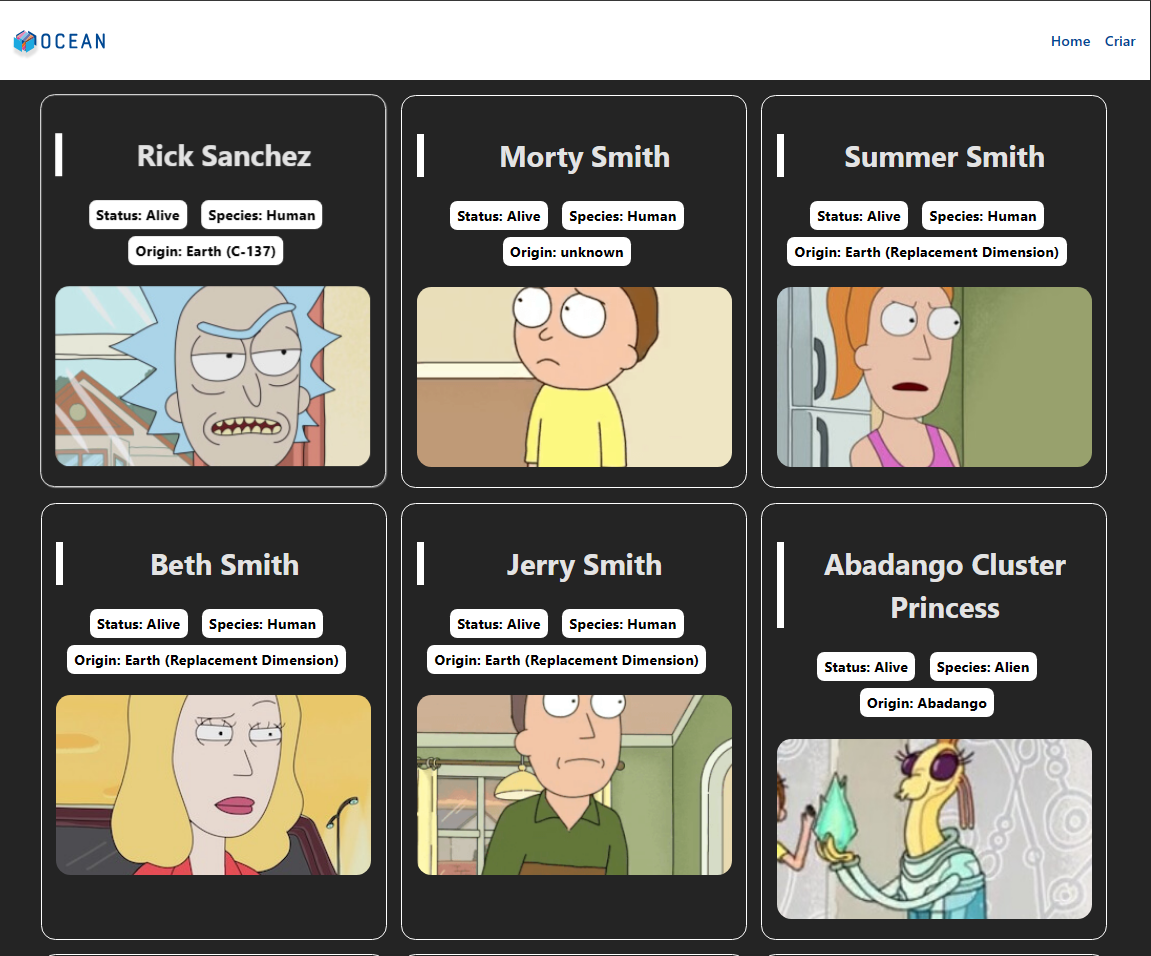 OCEAN
Home Criar
Rick Sanchez
Status: Alive Species: Human
Origin: Earth (C-137)
Morty Smith
Status: Alive Species: Human
Origin: unknown
Summer Smith
Status: Alive Species: Human
Origin: Earth (Replacement Dimension)
Beth Smith
Status: Alive Species: Human
Origin: Earth (Replacement Dimension)
Jerry Smith
Status: Alive Species: Human
Origin: Earth (Replacement Dimension)
Abadango Cluster
Princess
Status: Alive Species: Alien
Origin: Abadango